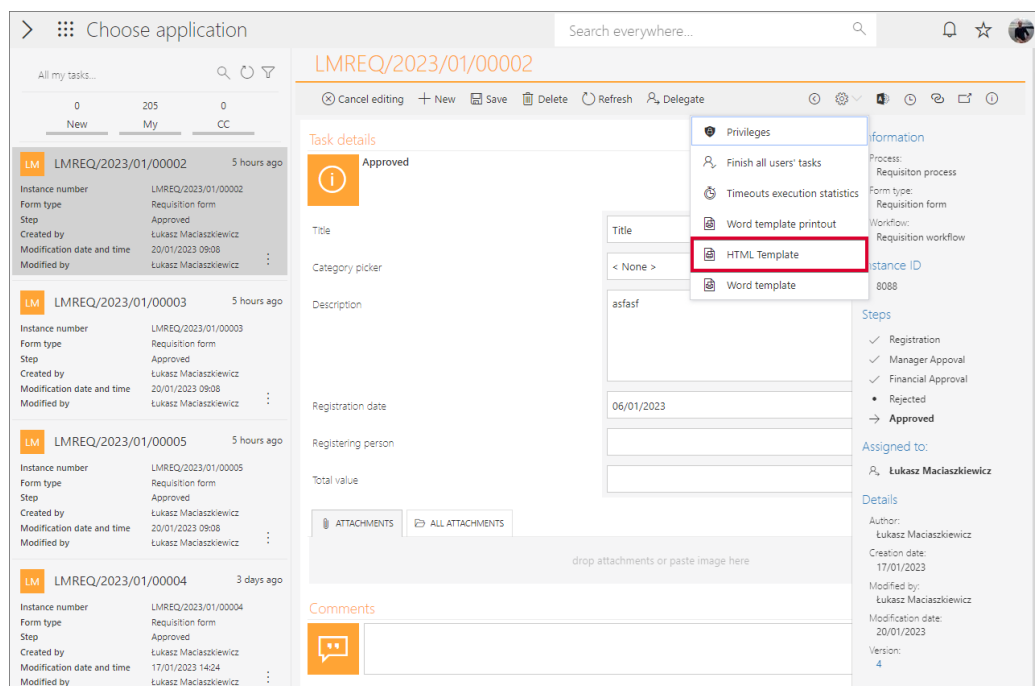 Choose application
Search everywhere...
All my tasks...
0 205 0
New My CC
LM LMREQ/2023/01/00002 5 hours ago
Instance number LMREQ/2023/01/00002
Form type Requisition form
Step Approved
Created by Łukasz Maciaszkiewicz
Modification date and time 20/01/2023 09:08
Modified by Łukasz Maciaszkiewicz
LM LMREQ/2023/01/00003 5 hours ago
Instance number LMREQ/2023/01/00003
Form type Requisition form
Step Approved
Created by Łukasz Maciaszkiewicz
Modification date and time 20/01/2023 09:08
Modified by Łukasz Maciaszkiewicz
LM LMREQ/2023/01/00005 5 hours ago
Instance number LMREQ/2023/01/00005
Form type Requisition form
Step Approved
Created by Łukasz Maciaszkiewicz
Modification date and time 20/01/2023 09:08
Modified by Łukasz Maciaszkiewicz
LM LMREQ/2023/01/00004 3 days ago
Instance number LMREQ/2023/01/00004
Form type Requisition form
Step Approved
Created by Łukasz Maciaszkiewicz
Modification date and time 17/01/2023 14:24
Modified by Łukasz Maciaszkiewicz
LMREQ/2023/01/00002
Cancel editing New Save Delete Refresh Delegate
Task details
Approved
Title Title
Category picker < None >
Description asfasf
Registration date 06/01/2023
Registering person
Total value
ATTACHMENTS ALL ATTACHMENTS
drop attachments or paste image here
Comments
Privileges
Finish all users' tasks
Timeouts execution statistics
Word template printout
HTML Template
Word template
nformation
Process:
Requisiton process
Form type:
Requisition form
Workflow:
Requisition workflow
nstance ID
8088
Steps
Registration
Manager Appoval
Financial Approval
Rejected
Approved
Assigned to:
Łukasz Maciaszkiewicz
Details
Author:
Łukasz Maciaszkiewicz
Creation date:
17/01/2023
Modified by:
Łukasz Maciaszkiewicz
Modification date:
20/01/2023
Version:
4